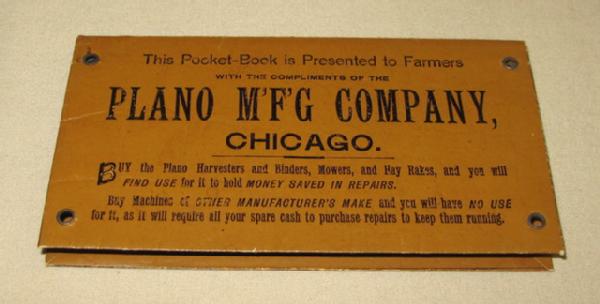 This Pocket-Book is Presented to Farmers
WITH THE COMPLIMENTS OF THE
PLANO M'F'G COMPANY,
CHICAGO.
BUY the Plano Harvesters and Binders, Mowers, and Hay Rakes, and you will
FIND USE for it to hold MONEY SAVED IN REPAIRS.
Buy Machines of OTHER MANUFACTURER'S MAKE and you will have NO USE
for it, as it will require all your spare cash to purchase repairs to keep them running.